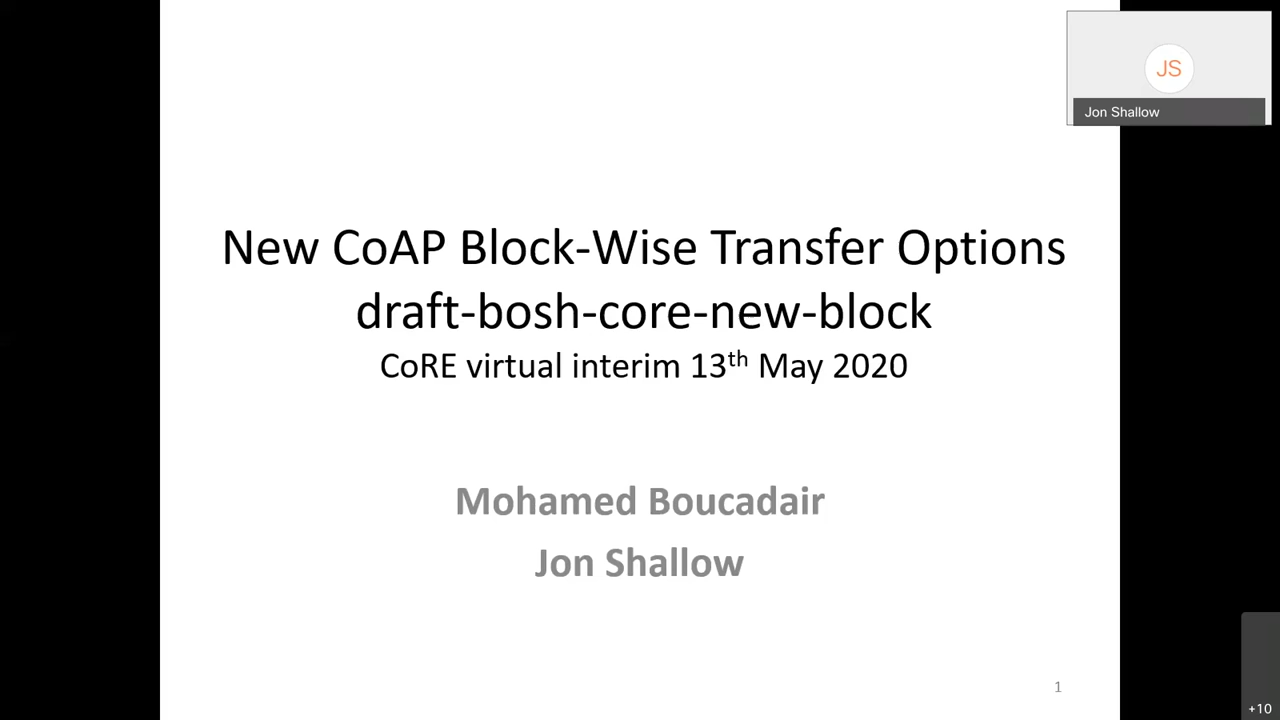 JS
Jon Shallow
New CoAP Block-Wise Transfer Options
draft-bosh-core-new-block
CoRE virtual interim 13th May 2020
Mohamed Boucadair
Jon Shallow
1
+10